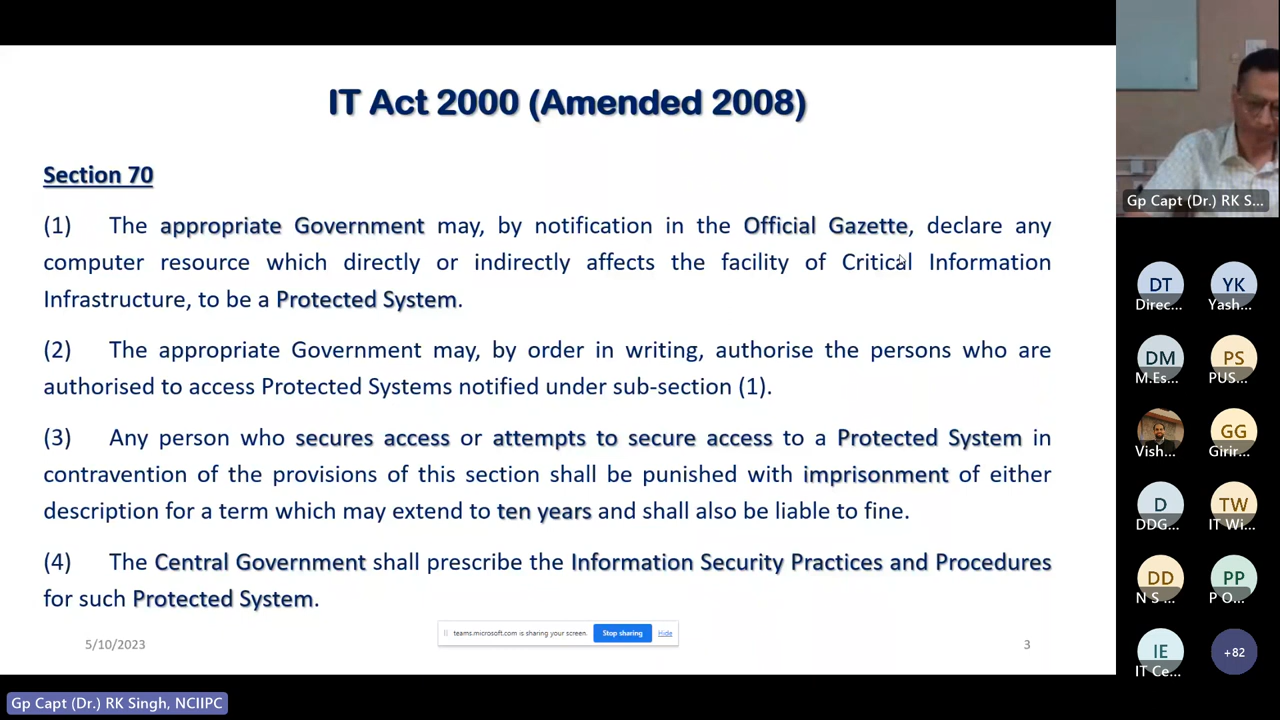 IT Act 2000 (Amended 2008)
Section 70
(1) The appropriate Government may, by notification in the Official Gazette, declare any
computer resource which directly or indirectly affects the facility of Critical Information
Infrastructure, to be a Protected System.
(2) The appropriate Government may, by order in writing, authorise the persons who are
authorised to access Protected Systems notified under sub-section (1).
(3) Any person who secures access or attempts to secure access to a Protected System in
contravention of the provisions of this section shall be punished with imprisonment of either
description for a term which may extend to ten years and shall also be liable to fine.
(4) The Central Government shall prescribe the Information Security Practices and Procedures
for such Protected System.
teams.microsoft.com is sharing your screen. Stop sharing Hide
5/10/2023
3
Gp Capt (Dr.) RK Singh, NCIIPC
Gp Capt (Dr.) RK S...
DT YK
Direc... Yash...
DM PS
M.Es... PUS...
GG
Vish... Girir...
D TW
DDG... IT Wi...
DD PP
N S ... P O...
IE +82
IT Ce...